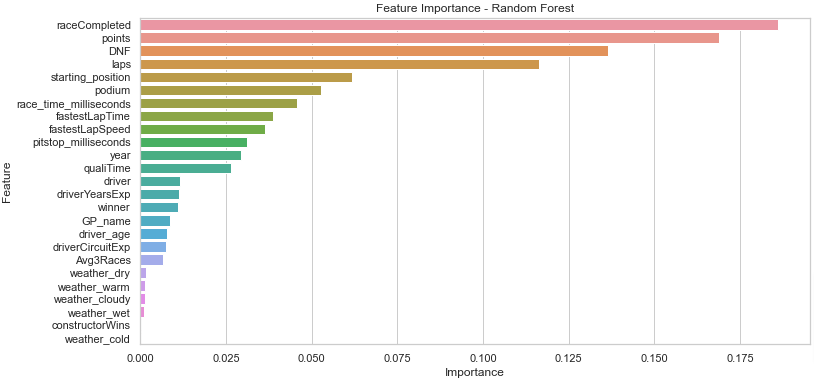 Feature Importance - Random Forest
raceCompleted
points
DNF
laps
starting_position
podium
race_time_milliseconds
fastestLapTime
fastestLapSpeed
pitstop_milliseconds
year
qualiTime
driver
driverYearsExp
winner
GP_name
driver_age
driverCircuitExp
Avg3Races
weather_dry
weather_warm
weather_cloudy
weather_wet
constructorWins
weather_cold
Feature
0.000 0.025 0.050 0.075 0.100 0.125 0.150 0.175
Importance